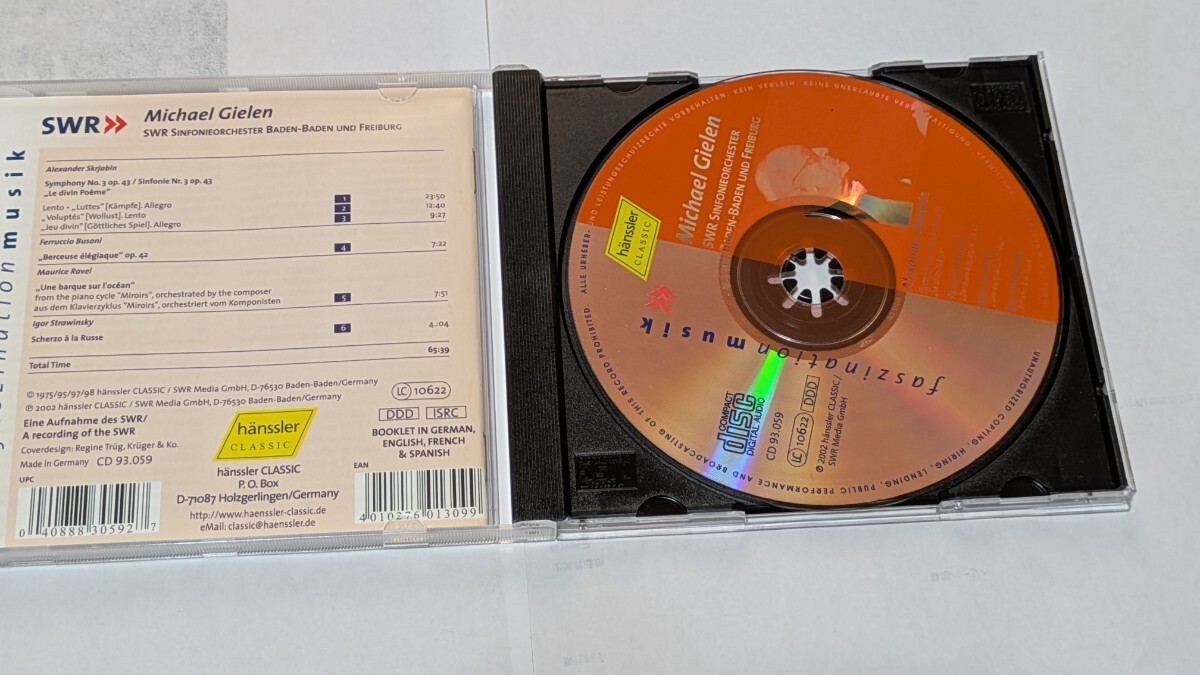 faszination musik
SWR
Michael Gielen
SWR SINFONIEORCHESTER BADEN-BADEN UND FREIBURG
Alexander Skrjabin
Symphony No. 3 op. 43 / Sinfonie Nr. 3 op. 43
„Le divin Poème"
Lento - „Luttes" [Kämpfe]. Allegro 1 23:50
„Voluptés" [Wollust]. Lento 2 12:40
„Jeu divin" [Göttliches Spiel]. Allegro 3 9:27
Ferruccio Busoni
„Berceuse élégiaque" op. 42 4 7:22
Maurice Ravel
„Une barque sur l'océan"
from the piano cycle "Miroirs", orchestrated by the composer
aus dem Klavierzyklus "Miroirs", orchestriert vom Komponisten 5 7:51
Igor Strawinsky
Scherzo à la Russe 6 4:04
Total Time 65:39
© 1975/95/97/98 hänssler CLASSIC / SWR Media GmbH, D-76530 Baden-Baden/Germany
℗ 2002 hänssler CLASSIC / SWR Media GmbH, D-76530 Baden-Baden/Germany
LC 10622
Eine Aufnahme des SWR/
A recording of the SWR
Coverdesign: Regine Trüg, Krüger & Ko.
Made in Germany CD 93.059
hänssler
CLASSIC
DDD ISRC
BOOKLET IN GERMAN,
ENGLISH, FRENCH
& SPANISH
hänssler CLASSIC
P. O. Box
D-71087 Holzgerlingen/Germany
http://www.haenssler-classic.de
eMail: classic@haenssler.de
UPC
0 40888 30592 7
EAN
4 010276 013099
Michael Gielen
SWR SINFONIEORCHESTER
BADEN-BADEN UND FREIBURG
hänssler
CLASSIC
faszination musik
COMPACT
disc
DIGITAL AUDIO
CD 93.059
LC 10622 DDD
© 2002 hänssler CLASSIC /
SWR Media GmbH
ALLE URHEBER- UND LEISTUNGSSCHUTZRECHTE VORBEHALTEN. KEIN VERLEIH, KEINE UNERLAUBTE VERVIELFÄLTIGUNG,
UNAUTHORIZED COPYING, HIRING, LENDING, PUBLIC PERFORMANCE AND BROADCASTING OF THIS RECORD PROHIBITED.